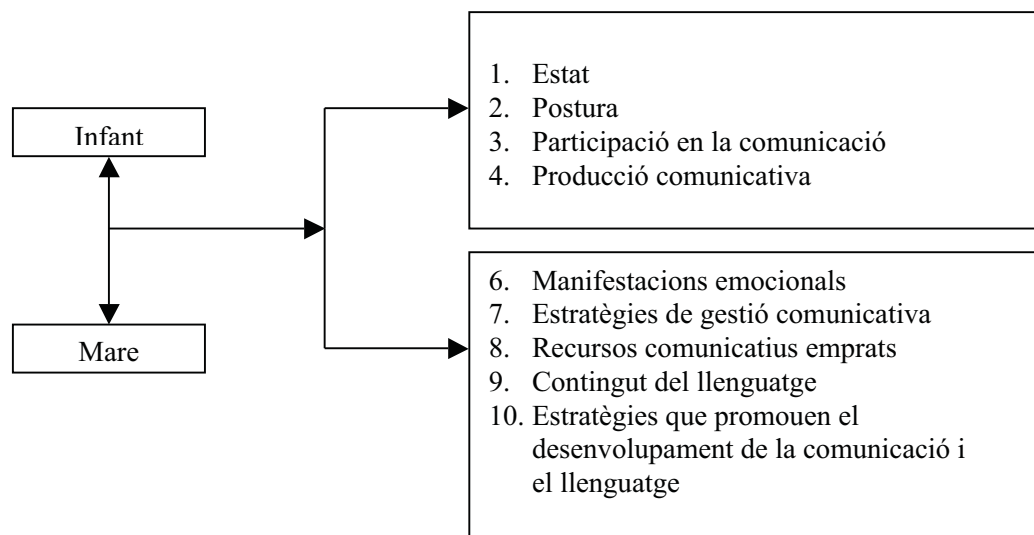 Infant
Mare
1. Estat
2. Postura
3. Participació en la comunicació
4. Producció comunicativa
6. Manifestacions emocionals
7. Estratègies de gestió comunicativa
8. Recursos comunicatius emprats
9. Contingut del llenguatge
10. Estratègies que promouen el
desenvolupament de la comunicació i
el llenguatge